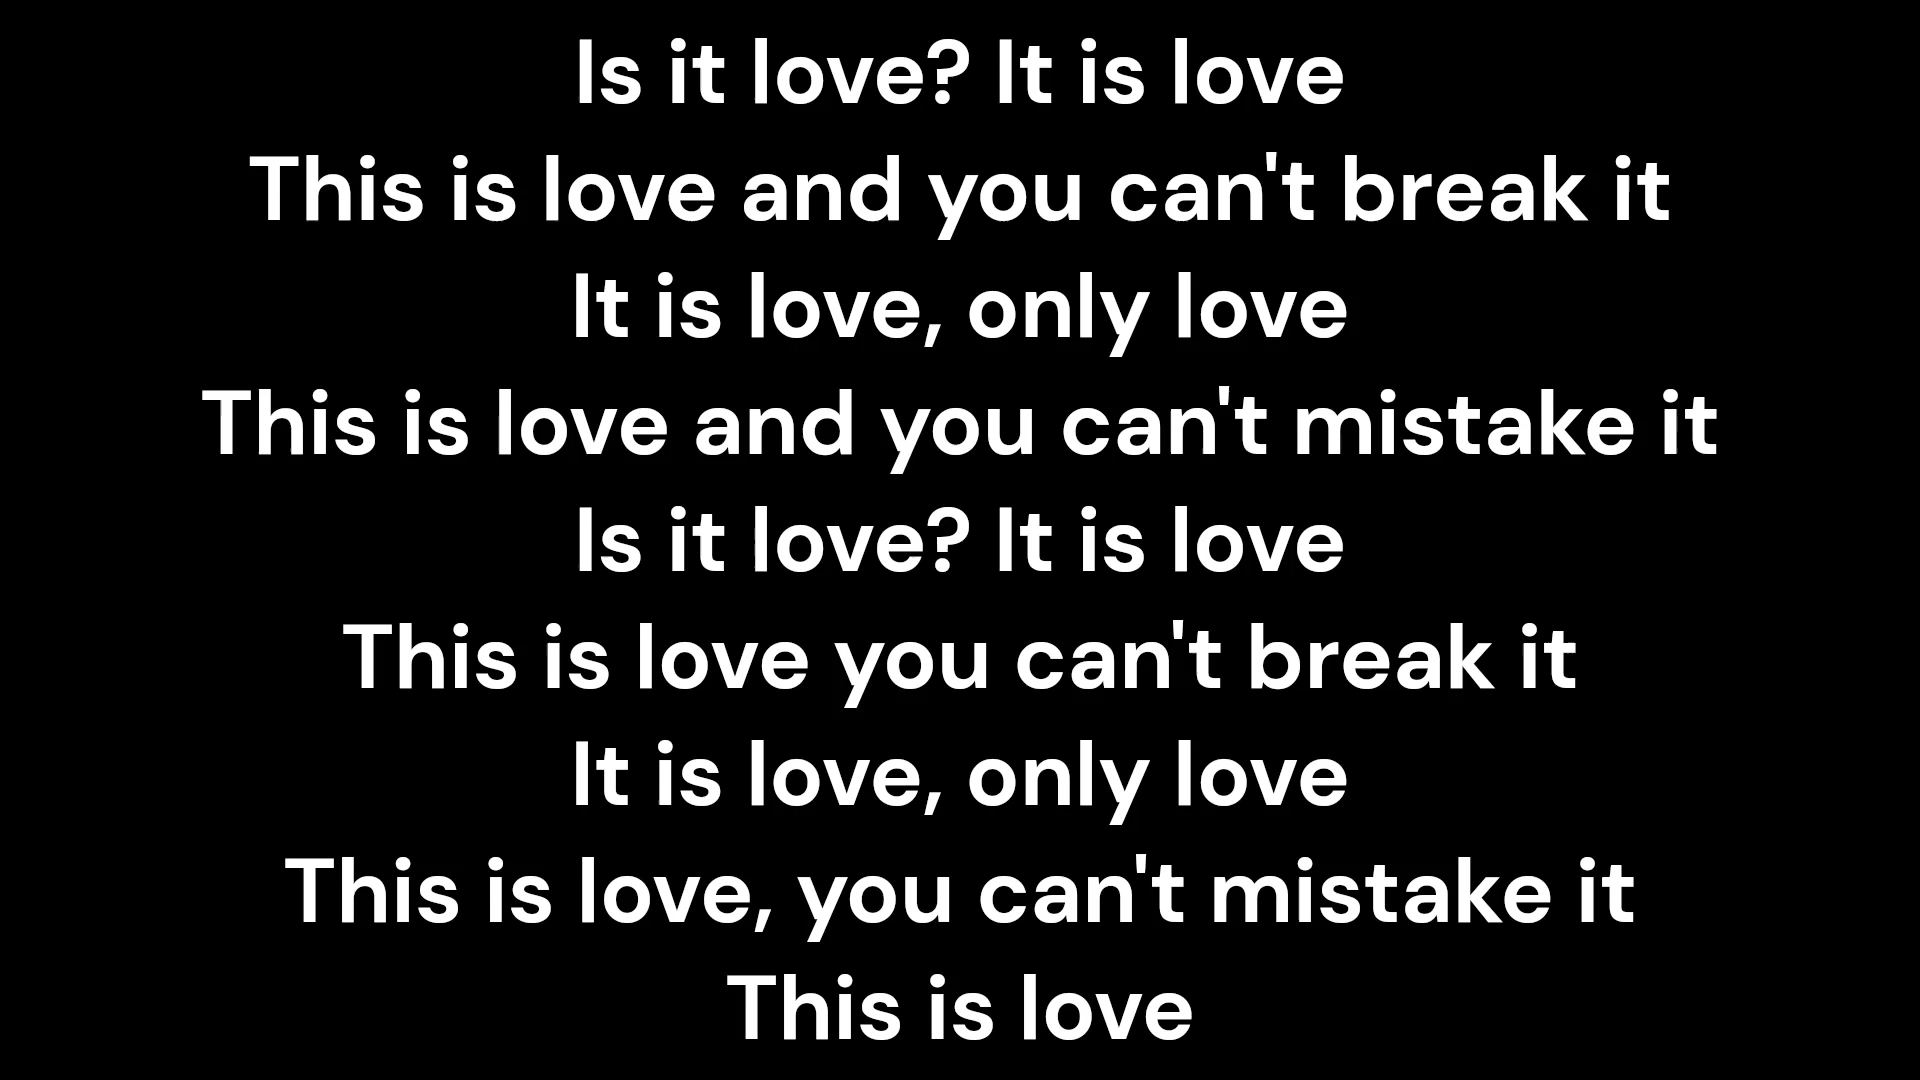 Is it love? It is love
This is love and you can't break it
It is love, only love
This is love and you can't mistake it
Is it love? It is love
This is love you can't break it
It is love, only love
This is love, you can't mistake it
This is love